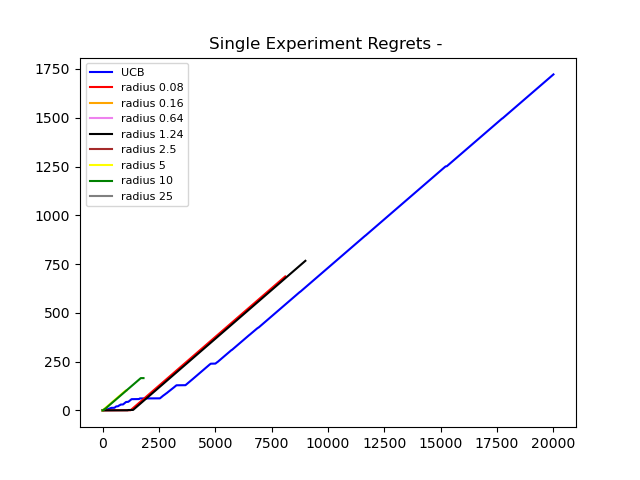 Single Experiment Regrets -
1750
1500
1250
1000
750
500
250
0
UCB
radius 0.08
radius 0.16
radius 0.64
radius 1.24
radius 2.5
radius 5
radius 10
radius 25
0 2500 5000 7500 10000 12500 15000 17500 20000